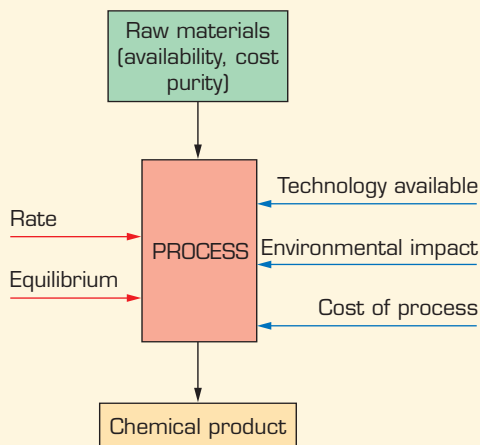 Raw materials
(availability, cost
purity)
Technology available
Rate
PROCESS
Environmental impact
Equilibrium
Cost of process
Chemical product